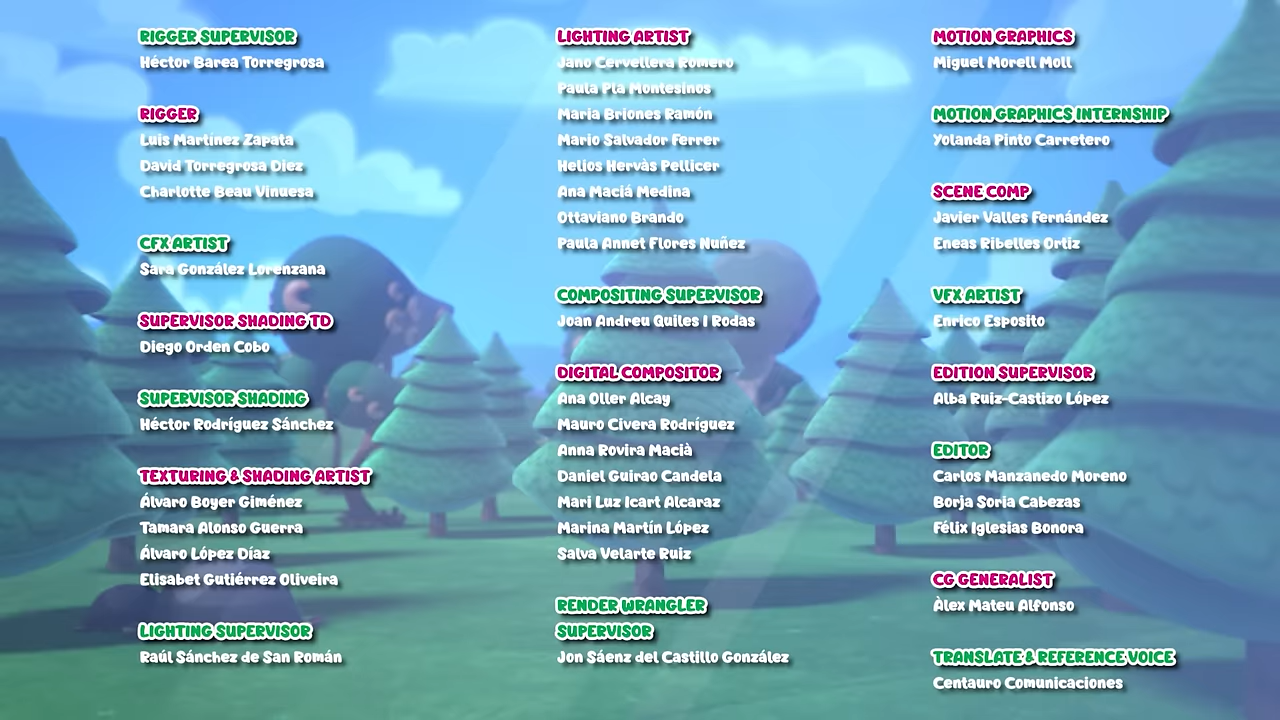 RIGGER SUPERVISOR
Héctor Barea Torregrosa
RIGGER
Luis Martínez Zapata
David Torregrosa Diez
Charlotte Beau Vinuesa
CFX ARTIST
Sara González Lorenzana
SUPERVISOR SHADING TD
Diego Orden Cobo
SUPERVISOR SHADING
Héctor Rodríguez Sánchez
TEXTURING & SHADING ARTIST
Álvaro Boyer Giménez
Tamara Alonso Guerra
Álvaro López Díaz
Elisabet Gutiérrez Oliveira
LIGHTING SUPERVISOR
Raúl Sánchez de San Román
LIGHTING ARTIST
Jano Cervellera Romero
Paula Pla Montesinos
Maria Briones Ramón
Mario Salvador Ferrer
Helios Hervàs Pellicer
Ana Maciá Medina
Ottaviano Brando
Paula Annet Flores Nuñez
COMPOSITING SUPERVISOR
Joan Andreu Quiles I Rodas
DIGITAL COMPOSITOR
Ana Oller Alcay
Mauro Civera Rodríguez
Anna Rovira Macià
Daniel Guirao Candela
Mari Luz Icart Alcaraz
Marina Martín López
Salva Velarte Ruiz
RENDER WRANGLER
SUPERVISOR
Jon Sáenz del Castillo González
MOTION GRAPHICS
Miguel Morell Moll
MOTION GRAPHICS INTERNSHIP
Yolanda Pinto Carretero
SCENE COMP
Javier Valles Fernández
Eneas Ribelles Ortiz
VFX ARTIST
Enrico Esposito
EDITION SUPERVISOR
Alba Ruiz-Castizo López
EDITOR
Carlos Manzanedo Moreno
Borja Soria Cabezas
Félix Iglesias Bonora
CG GENERALIST
Àlex Mateu Alfonso
TRANSLATE & REFERENCE VOICE
Centauro Comunicaciones